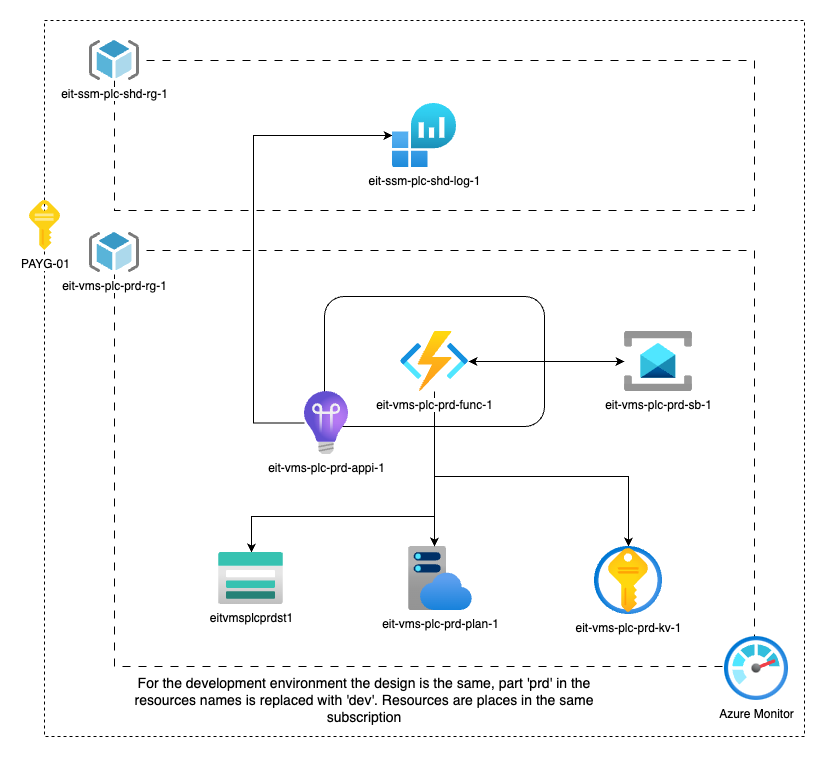 eit-ssm-plc-shd-rg-1
eit-ssm-plc-shd-log-1
PAYG-01
eit-vms-plc-prd-rg-1
eit-vms-plc-prd-func-1
eit-vms-plc-prd-sb-1
eit-vms-plc-prd-appi-1
eitvmsplcprdst1
eit-vms-plc-prd-plan-1
eit-vms-plc-prd-kv-1
For the development environment the design is the same, part 'prd' in the
resources names is replaced with 'dev'. Resources are places in the same
subscription
Azure Monitor